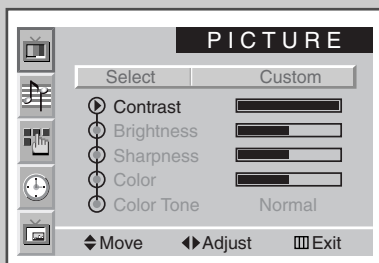 PICTURE
Select Custom
Contrast
Brightness
Sharpness
Color
Color Tone Normal
Move Adjust Exit